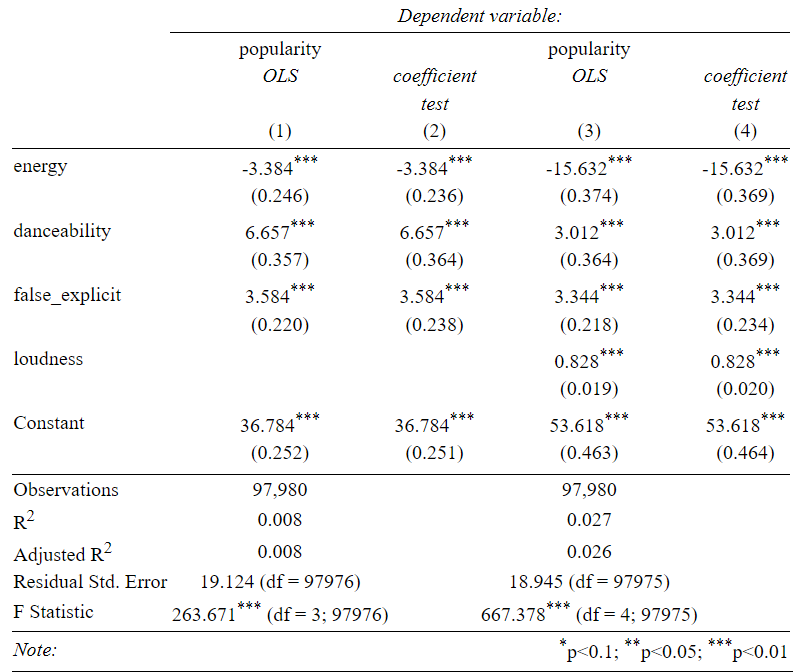 Dependent variable:
popularity popularity
OLS coefficient OLS coefficient
test test
(1) (2) (3) (4)
energy -3.384*** -3.384*** -15.632*** -15.632***
(0.246) (0.236) (0.374) (0.369)
danceability 6.657*** 6.657*** 3.012*** 3.012***
(0.357) (0.364) (0.364) (0.369)
false_explicit 3.584*** 3.584*** 3.344*** 3.344***
(0.220) (0.238) (0.218) (0.234)
loudness 0.828*** 0.828***
(0.019) (0.020)
Constant 36.784*** 36.784*** 53.618*** 53.618***
(0.252) (0.251) (0.463) (0.464)
Observations 97,980 97,980
R2 0.008 0.027
Adjusted R2 0.008 0.026
Residual Std. Error 19.124 (df = 97976) 18.945 (df = 97975)
F Statistic 263.671*** (df = 3; 97976) 667.378*** (df = 4; 97975)
Note: *p<0.1; **p<0.05; ***p<0.01